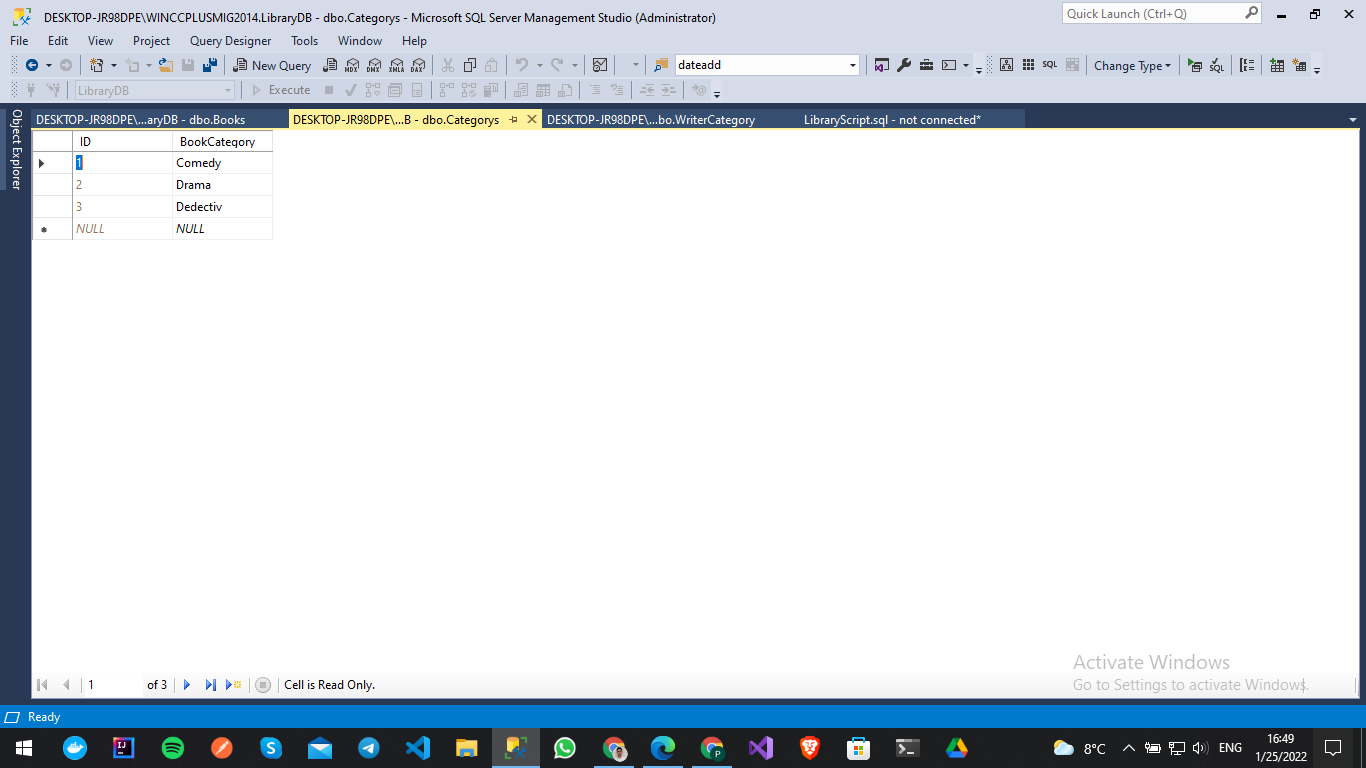 DESKTOP-JR98DPE\WINCCPLUSMIG2014.LibraryDB - dbo.Categorys - Microsoft SQL Server Management Studio (Administrator)
Quick Launch (Ctrl+Q)
File Edit View Project Query Designer Tools Window Help
New Query MDX DMX XMLA DAX dateadd SQL Change Type SQL
LibraryDB Execute
Object Explorer
DESKTOP-JR98DPE\...aryDB - dbo.Books DESKTOP-JR98DPE\...B - dbo.Categorys DESKTOP-JR98DPE\...bo.WriterCategory LibraryScript.sql - not connected*
ID BookCategory
1 Comedy
2 Drama
3 Dedectiv
NULL NULL
Activate Windows
Go to Settings to activate Windows.
1 of 3 Cell is Read Only.
Ready
8°C ENG 16:49
1/25/2022